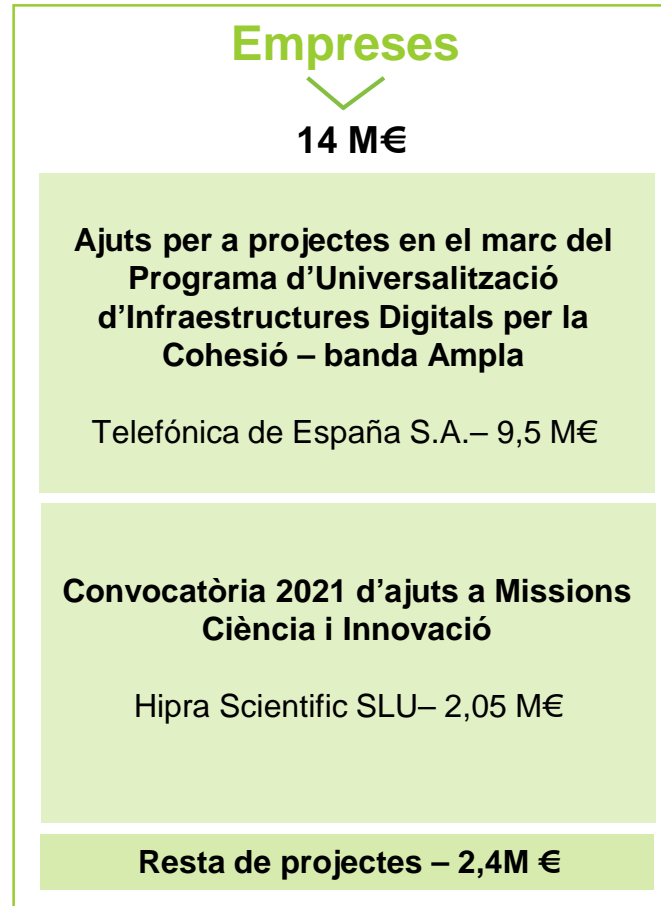 Empreses
14 M€
Ajuts per a projectes en el marc del
Programa d’Universalització
d’Infraestructures Digitals per la
Cohesió – banda Ampla
Telefónica de España S.A.– 9,5 M€
Convocatòria 2021 d’ajuts a Missions
Ciència i Innovació
Hipra Scientific SLU– 2,05 M€
Resta de projectes – 2,4M €